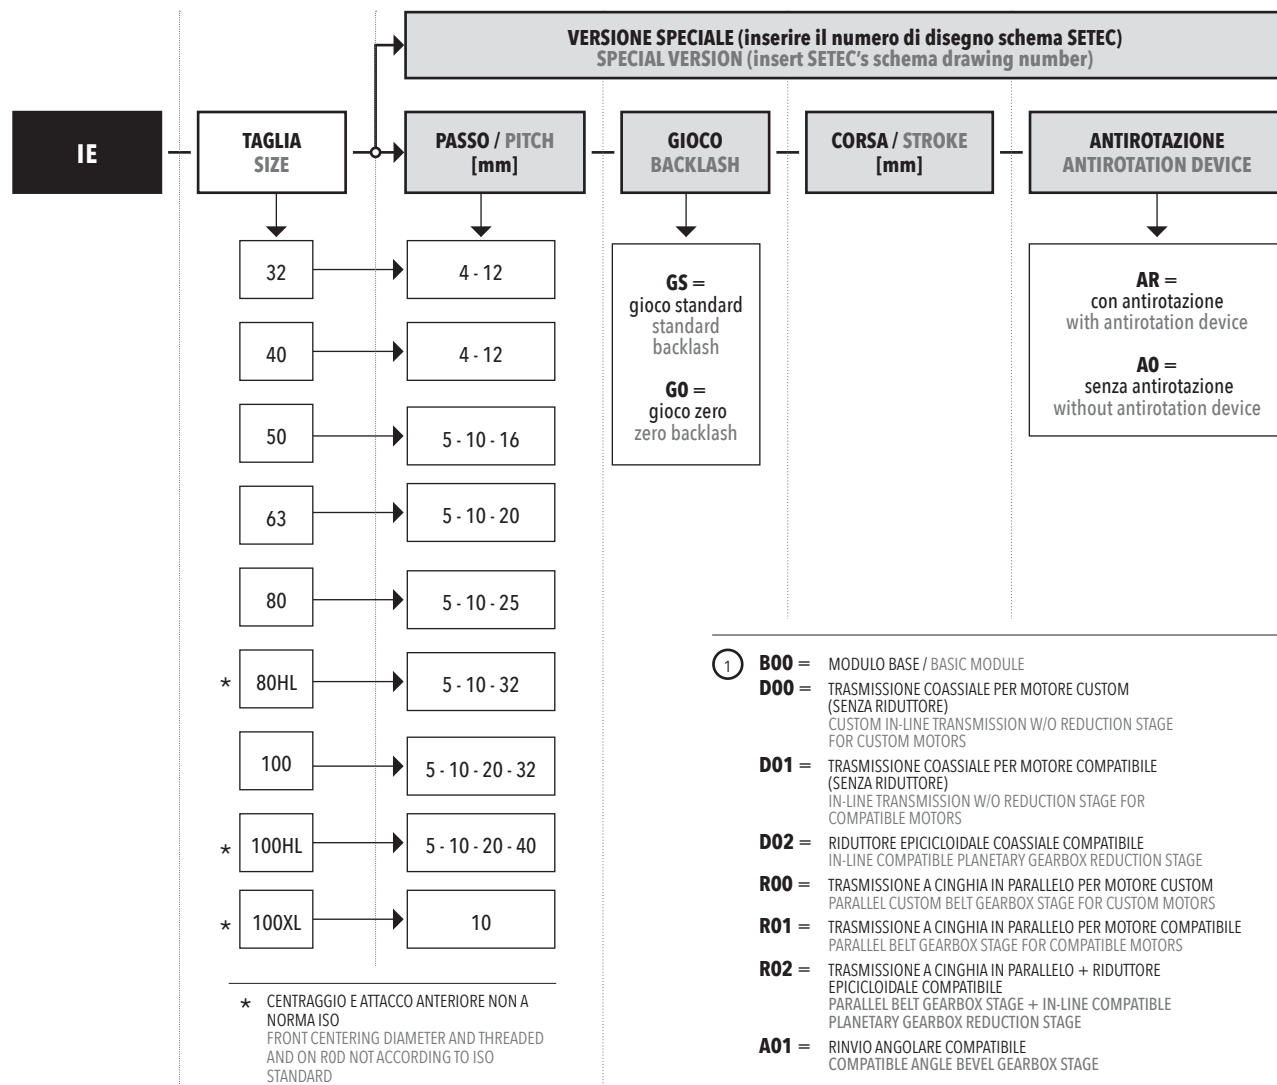 VERSIONE SPECIALE (inserire il numero di disegno schema SETEC)
SPECIAL VERSION (insert SETEC's schema drawing number)
IE
TAGLIA
SIZE
PASSO / PITCH
[mm]
GIOCO
BACKLASH
CORSA / STROKE
[mm]
ANTIROTAZIONE
ANTIROTATION DEVICE
32
4 - 12
40
4 - 12
50
5 - 10 - 16
63
5 - 10 - 20
80
5 - 10 - 25
* 80HL
5 - 10 - 32
100
5 - 10 - 20 - 32
* 100HL
5 - 10 - 20 - 40
* 100XL
10
GS =
gioco standard
standard
backlash
G0 =
gioco zero
zero backlash
AR =
con antirotazione
with antirotation device
A0 =
senza antirotazione
without antirotation device
* CENTRAGGIO E ATTACCO ANTERIORE NON A
NORMA ISO
FRONT CENTERING DIAMETER AND THREADED
AND ON R0D NOT ACCORDING TO ISO
STANDARD
1 B00 = MODULO BASE / BASIC MODULE
D00 = TRASMISSIONE COASSIALE PER MOTORE CUSTOM
(SENZA RIDUTTORE)
CUSTOM IN-LINE TRANSMISSION W/O REDUCTION STAGE
FOR CUSTOM MOTORS
D01 = TRASMISSIONE COASSIALE PER MOTORE COMPATIBILE
(SENZA RIDUTTORE)
IN-LINE TRANSMISSION W/O REDUCTION STAGE FOR
COMPATIBLE MOTORS
D02 = RIDUTTORE EPICICLOIDALE COASSIALE COMPATIBILE
IN-LINE COMPATIBLE PLANETARY GEARBOX REDUCTION STAGE
R00 = TRASMISSIONE A CINGHIA IN PARALLELO PER MOTORE CUSTOM
PARALLEL CUSTOM BELT GEARBOX STAGE FOR CUSTOM MOTORS
R01 = TRASMISSIONE A CINGHIA IN PARALLELO PER MOTORE COMPATIBILE
PARALLEL BELT GEARBOX STAGE FOR COMPATIBLE MOTORS
R02 = TRASMISSIONE A CINGHIA IN PARALLELO + RIDUTTORE
EPICICLOIDALE COMPATIBILE
PARALLEL BELT GEARBOX STAGE + IN-LINE COMPATIBLE
PLANETARY GEARBOX REDUCTION STAGE
A01 = RINVIO ANGOLARE COMPATIBILE
COMPATIBLE ANGLE BEVEL GEARBOX STAGE